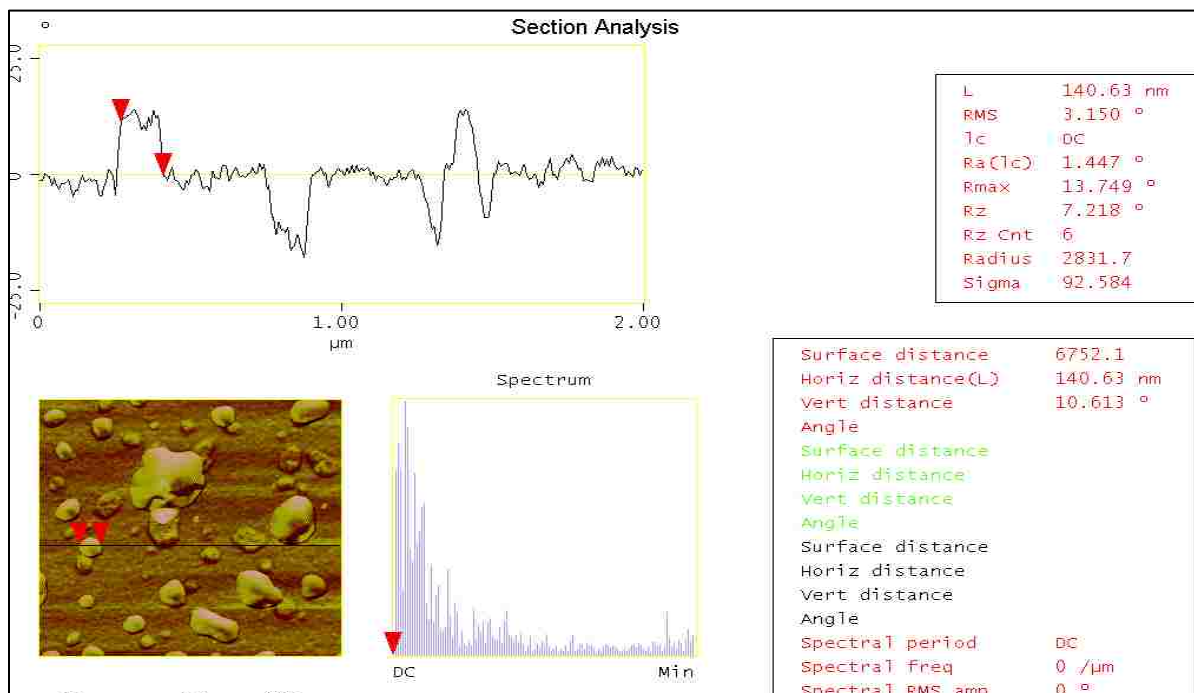 Section Analysis
°
25.0
0
-25.0
0 1.00 2.00
µm
L 140.63 nm
RMS 3.150 °
lc DC
Ra(lc) 1.447 °
Rmax 13.749 °
Rz 7.218 °
Rz Cnt 6
Radius 2831.7
Sigma 92.584
Spectrum
DC Min
Surface distance 6752.1
Horiz distance(L) 140.63 nm
Vert distance 10.613 °
Angle
Surface distance
Horiz distance
Vert distance
Angle
Surface distance
Horiz distance
Vert distance
Angle
Spectral period DC
Spectral freq 0 /µm
Spectral RMS amp 0 °